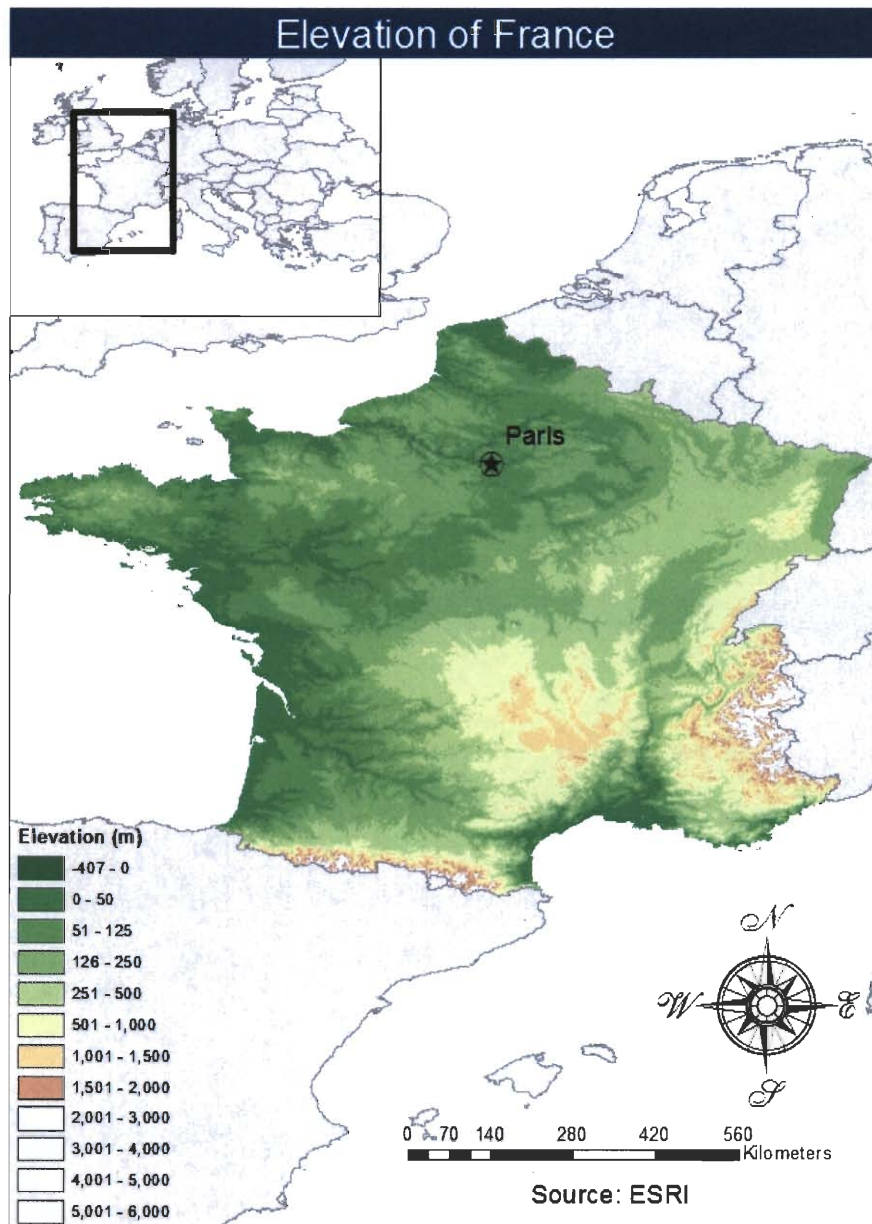 Elevation of France
Paris
Elevation (m)
-407 - 0
0 - 50
51 - 125
126 - 250
251 - 500
501 - 1,000
1,001 - 1,500
1,501 - 2,000
2,001 - 3,000
3,001 - 4,000
4,001 - 5,000
5,001 - 6,000
N
W
E
S
0 70 140 280 420 560
Kilometers
Source: ESRI